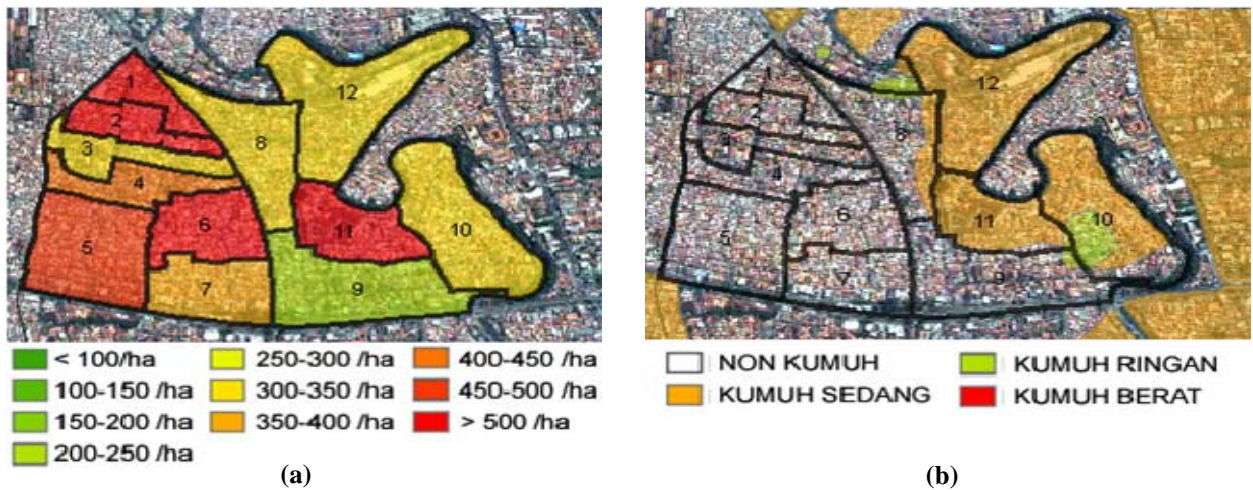 1
2
3
4
5
6
7
8
9
10
11
12
< 100/ha
250-300 /ha
400-450 /ha
100-150 /ha
300-350 /ha
450-500 /ha
150-200 /ha
350-400 /ha
> 500 /ha
200-250 /ha
(a)
1
2
3
4
5
6
7
8
9
10
11
12
NON KUMUH
KUMUH RINGAN
KUMUH SEDANG
KUMUH BERAT
(b)